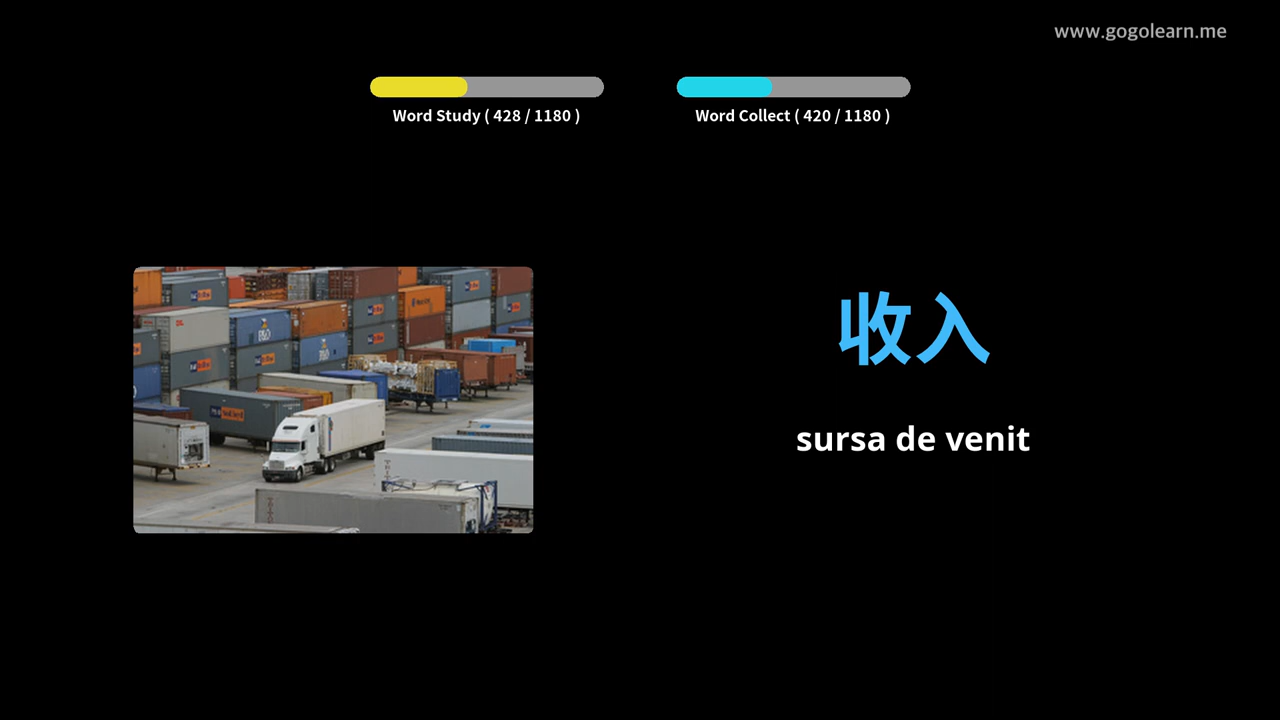 www.gogolearn.me
Word Study ( 428 / 1180 )
Word Collect ( 420 / 1180 )
收入
sursa de venit